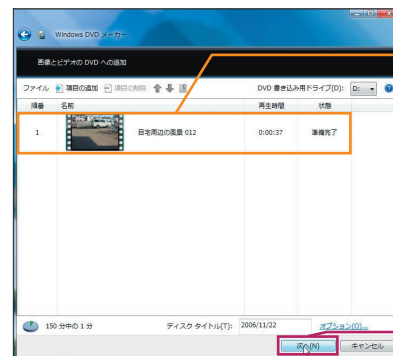 Windows DVD メーカー
画像とビデオの DVD への追加
ファイル 項目の追加 項目の削除 DVD 書き込み用ドライブ(D): D:
順番 名前 再生時間 状態
1 自宅周辺の風景 012 0:00:37 準備完了
150 分中の 1 分 ディスク タイトル(T): 2006/11/22 オプション(O)...
次へ(N) キャンセル